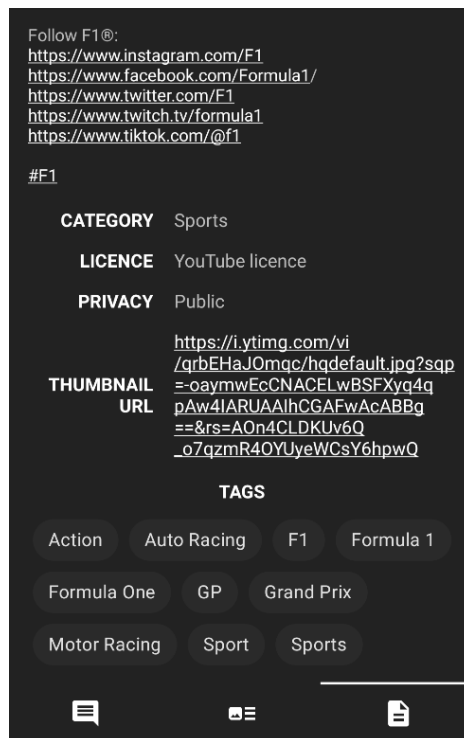 Follow F1®:
https://www.instagram.com/F1
https://www.facebook.com/Formula1/
https://www.twitter.com/F1
https://www.twitch.tv/formula1
https://www.tiktok.com/@f1
#F1
CATEGORY Sports
LICENCE YouTube licence
PRIVACY Public
THUMBNAIL URL
https://i.ytimg.com/vi
/qrbEHaJOmqc/hqdefault.jpg?sqp
=-oaymwEcCNACELwBSFXyq4q
pAw4IARUAAIhCGAFwAcABBg
==&rs=AOn4CLDKUv6Q
_o7qzmR4OYUyeWCsY6hpwQ
TAGS
Action Auto Racing F1 Formula 1
Formula One GP Grand Prix
Motor Racing Sport Sports